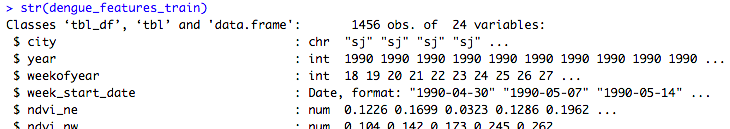 > str(dengue_features_train)
Classes ‘tbl_df’, ‘tbl’ and 'data.frame':	1456 obs. of  24 variables:
 $ city                                 : chr  "sj" "sj" "sj" "sj" ...
 $ year                                 : int  1990 1990 1990 1990 1990 1990 1990 1990 1990 1990 ...
 $ weekofyear                           : int  18 19 20 21 22 23 24 25 26 27 ...
 $ week_start_date                      : Date, format: "1990-04-30" "1990-05-07" "1990-05-14" ...
 $ ndvi_ne                              : num  0.1226 0.1699 0.0323 0.1286 0.1962 ...
 $ ndvi_nw                              : num  0.104 0.142 0.173 0.245 0.262